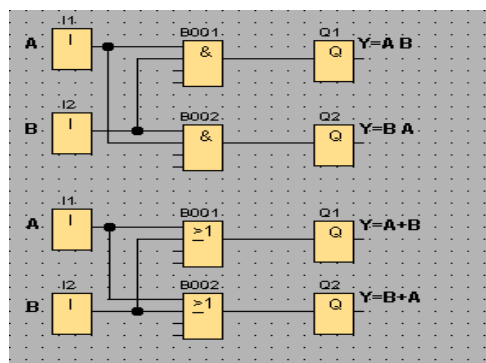 I1 B001 Q1
A I & Q Y=A B
I2 B002 Q2
B I & Q Y=B A
I1 B001 Q1
A I ≥1 Q Y=A+B
I2 B002 Q2
B I ≥1 Q Y=B+A